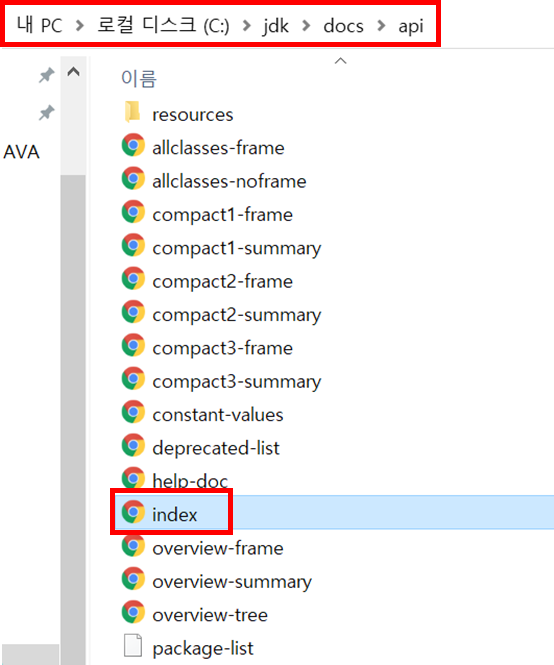 내 PC > 로컬 디스크 (C:) > jdk > docs > api
이름
AVA
resources
allclasses-frame
allclasses-noframe
compact1-frame
compact1-summary
compact2-frame
compact2-summary
compact3-frame
compact3-summary
constant-values
deprecated-list
help-doc
index
overview-frame
overview-summary
overview-tree
package-list